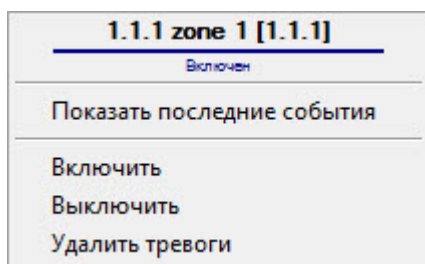 1.1.1 zone 1 [1.1.1]
Включен
Показать последние события
Включить
Выключить
Удалить тревоги